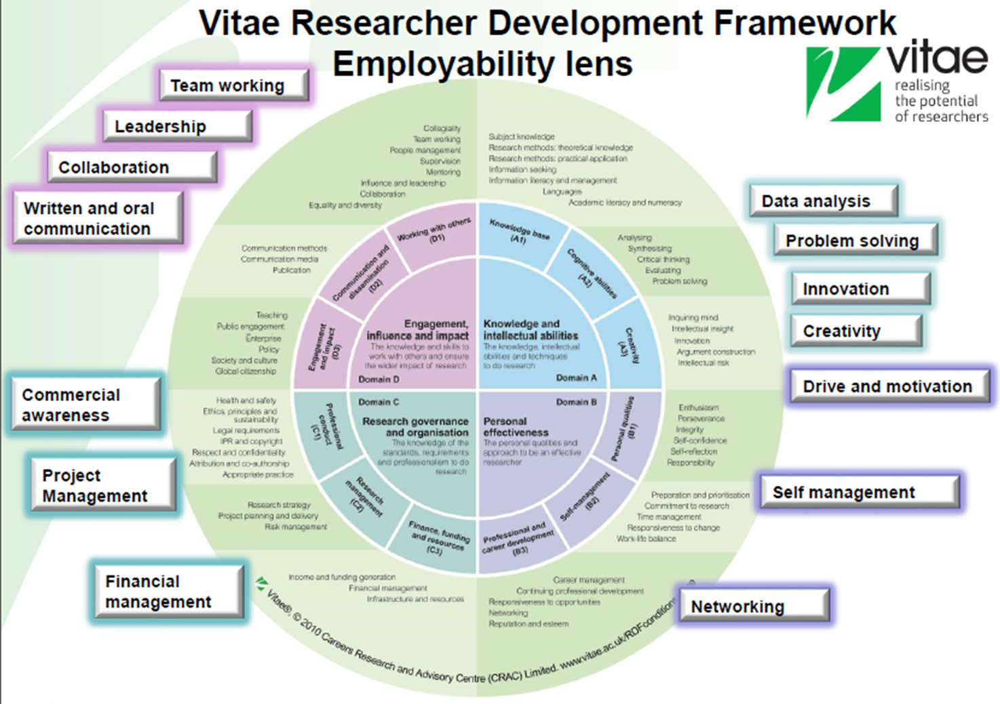 Vitae Researcher Development Framework
Employability lens
vitae
realising
the potential
of researchers
Team working
Leadership
Collaboration
Written and oral
communication
Commercial
awareness
Project
Management
Financial
management
Data analysis
Problem solving
Innovation
Creativity
Drive and motivation
Self management
Networking
Collegiality
Team working
People management
Supervision
Mentoring
Influence and leadership
Collaboration
Equality and diversity
Communication methods
Communication media
Publication
Teaching
Public engagement
Enterprise
Policy
Society and culture
Global citizenship
Health and safety
Ethics, principles and
sustainability
Legal requirements
IPR and copyright
Respect and confidentiality
Attribution and co-authorship
Appropriate practice
Research strategy
Project planning and delivery
Risk management
Income and funding generation
Financial management
Infrastructure and resources
Subject knowledge
Research methods: theoretical knowledge
Research methods: practical application
Information seeking
Information literacy and management
Languages
Academic literacy and numeracy
Analysing
Synthesising
Critical thinking
Evaluating
Problem solving
Inquiring mind
Intellectual insight
Innovation
Argument construction
Intellectual risk
Enthusiasm
Perseverance
Integrity
Self-confidence
Self-reflection
Responsibility
Preparation and prioritisation
Commitment to research
Time management
Responsiveness to change
Work-life balance
Career management
Continuing professional development
Responsiveness to opportunities
Networking
Reputation and esteem
Working with others
(D1)
Communication and
dissemination
(D2)
Engagement
and impact
(D3)
Knowledge base
(A1)
Cognitive abilities
(A2)
Creativity
(A3)
Personal qualities
(B1)
Self-management
(B2)
Professional and
career development
(B3)
Professional
conduct
(C1)
Research
management
(C2)
Finance, funding
and resources
(C3)
Engagement,
influence and impact
The knowledge and skills to
work with others and ensure
the wider impact of research
Domain D
Knowledge and
intellectual abilities
The knowledge, intellectual
abilities and techniques
to do research
Domain A
Domain C
Research governance
and organisation
The knowledge of the
standards, requirements
and professionalism to do
research
Domain B
Personal
effectiveness
The personal qualities and
approach to be an effective
researcher
Vitae®, © 2010 Careers Research and Advisory Centre (CRAC) Limited. www.vitae.ac.uk/RDFconditions